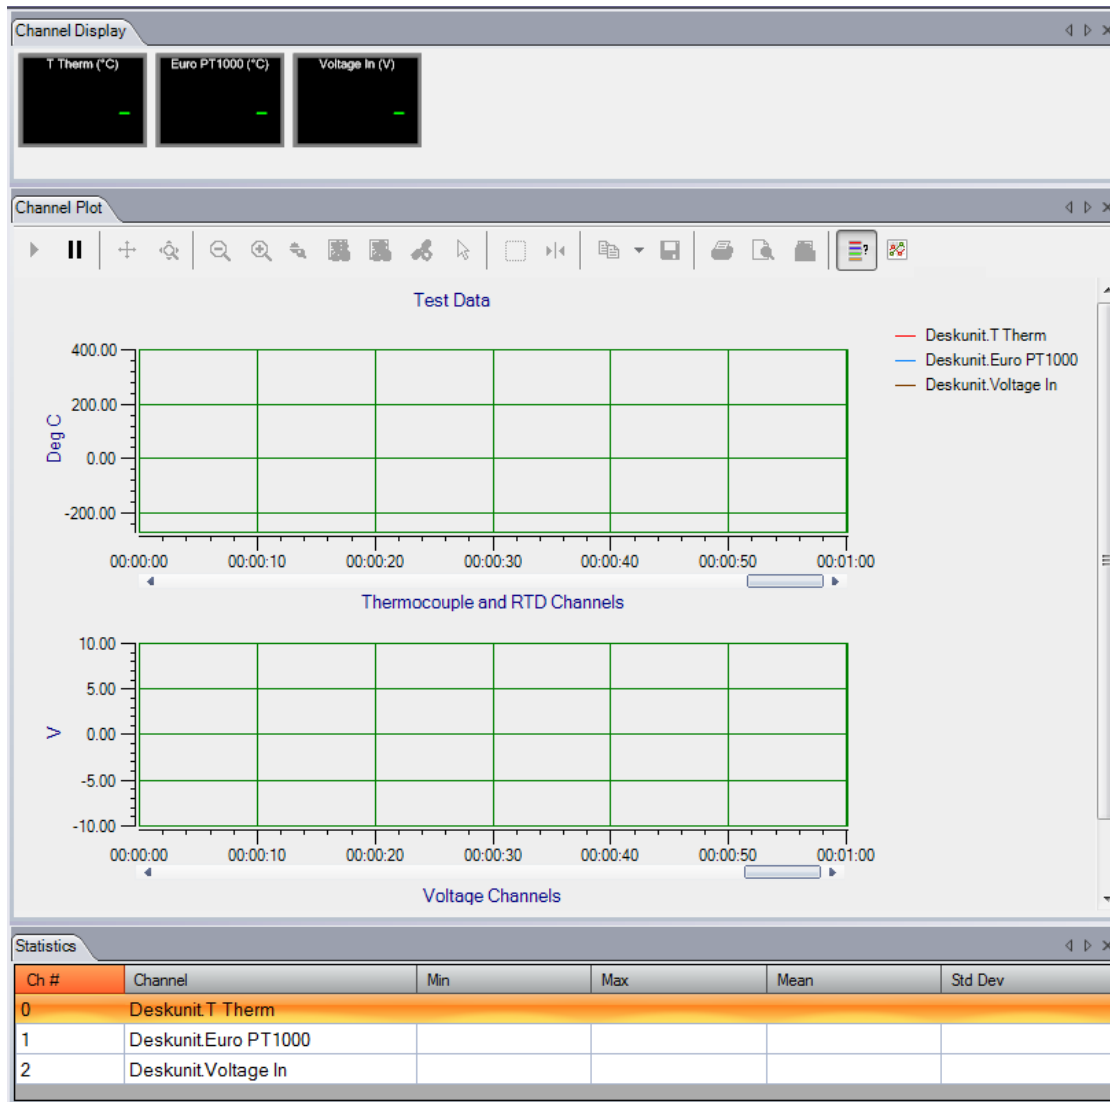 Channel Display
T Therm (°C) Euro PT1000 (°C) Voltage In (V)
- - -
Channel Plot
Test Data
Deskunit.T Therm
Deskunit.Euro PT1000
Deskunit.Voltage In
400.00
200.00
0.00
-200.00
Deg C
00:00:00 00:00:10 00:00:20 00:00:30 00:00:40 00:00:50 00:01:00
Thermocouple and RTD Channels
10.00
5.00
0.00
-5.00
-10.00
V
00:00:00 00:00:10 00:00:20 00:00:30 00:00:40 00:00:50 00:01:00
Voltage Channels
Statistics
Ch # Channel Min Max Mean Std Dev
0 Deskunit.T Therm
1 Deskunit.Euro PT1000
2 Deskunit.Voltage In